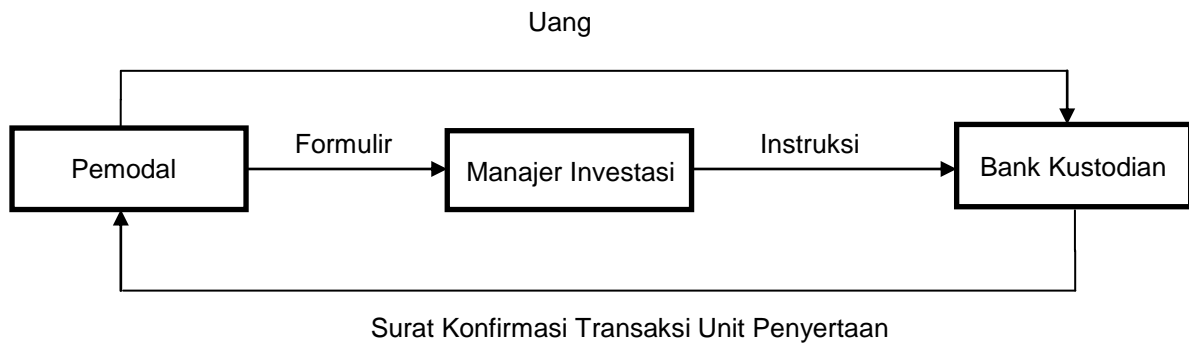 Uang
Formulir
Instruksi
Pemodal
Manajer Investasi
Bank Kustodian
Surat Konfirmasi Transaksi Unit Penyertaan